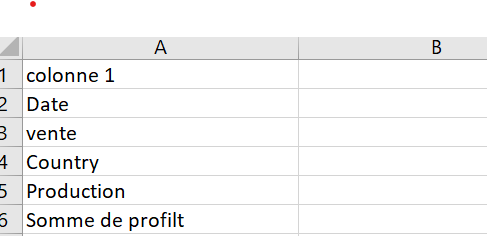 A B
1 colonne 1
2 Date
3 vente
4 Country
5 Production
6 Somme de profilt